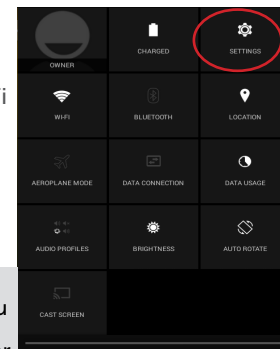 OWNER CHARGED SETTINGS
i
WI-FI BLUETOOTH LOCATION
AEROPLANE MODE DATA CONNECTION DATA USAGE
AUDIO PROFILES BRIGHTNESS AUTO ROTATE
u
CAST SCREEN
er